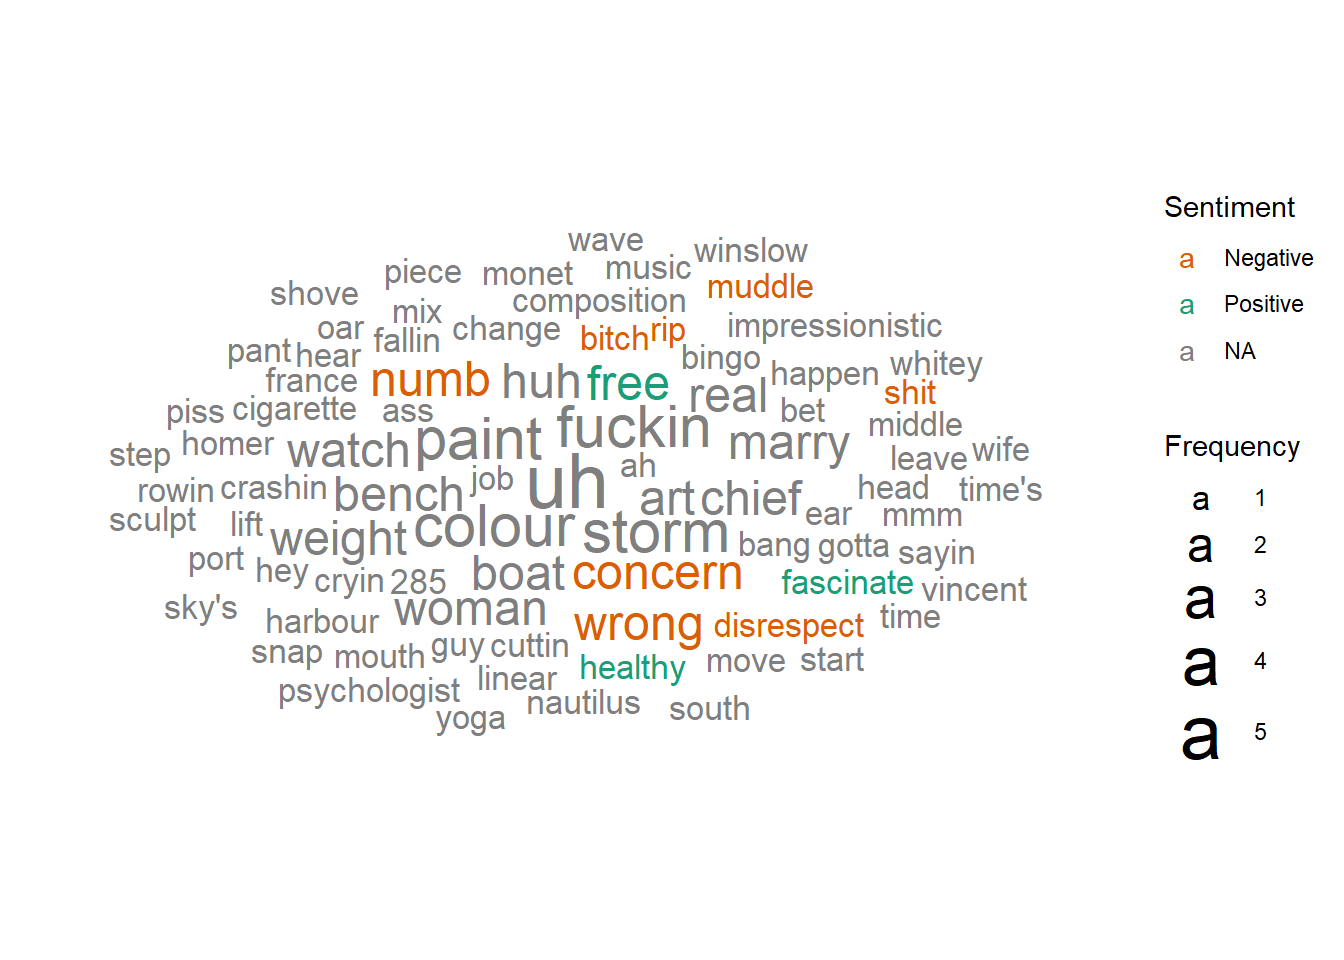 wave
winslow
piece monet music
muddle
shove
composition
mix
oar
fallin change bitch rip impressionistic
pant hear
bingo
whitey
france numb huh free real happen
shit
piss cigarette ass
bet
fuckin
middle
step homer watch paint marry
leave wife
job uh ah
rowin crashin bench art chief head time's
sculpt lift weight colour storm ear mmm
bang gotta sayin
port hey cryin 285 boat concern
fascinate vincent
sky's harbour woman wrong disrespect time
snap mouth guy cuttin
healthy move start
psychologist linear
yoga nautilus south
Sentiment
a Negative
a Positive
a NA
Frequency
a 1
a 2
a 3
a 4
a 5